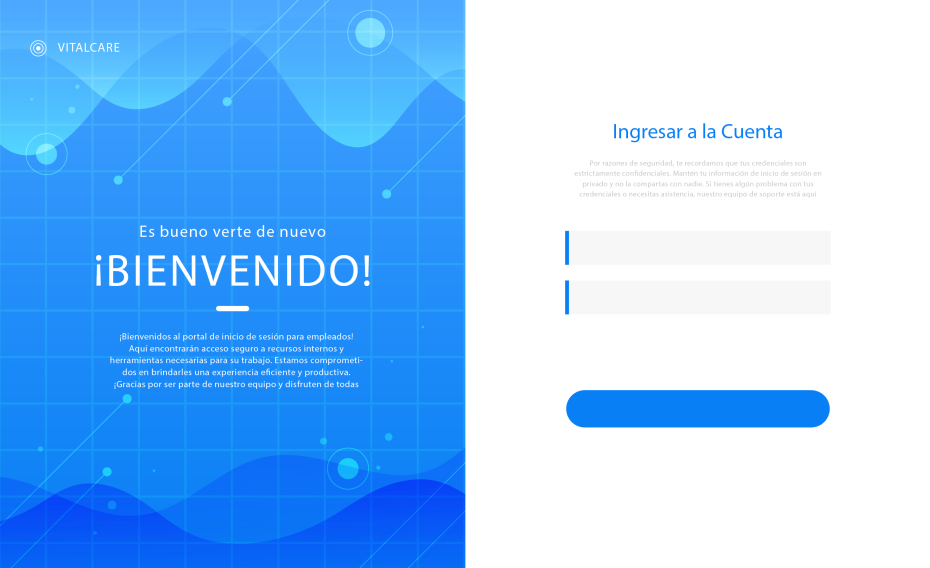 VITALCARE
Es bueno verte de nuevo
¡BIENVENIDO!
¡Bienvenidos al portal de inicio de sesión para empleados!
Aquí encontrarán acceso seguro a recursos internos y
herramientas necesarias para su trabajo. Estamos comprometi-
dos en brindarles una experiencia eficiente y productiva.
¡Gracias por ser parte de nuestro equipo y disfruten de todas
Ingresar a la Cuenta
Por razones de seguridad, te recordamos que tus credenciales son
estrictamente confidenciales. Mantén tu información de inicio de sesión en
privado y no la compartas con nadie. Si tienes algún problema con tus
credenciales o necesitas asistencia, nuestro equipo de soporte está aquí